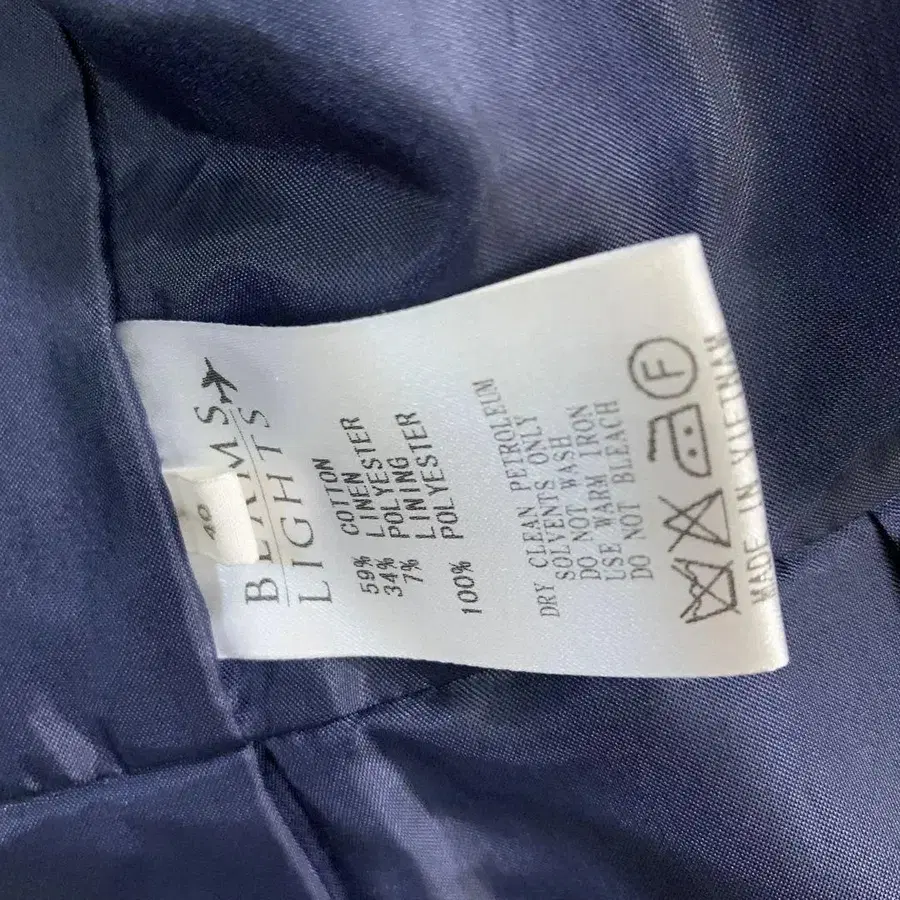 BEAMS
LIGHTS
40
59% COTTON
34% LINEN
7% POLYESTER
LINING
100% POLYESTER
DRY CLEAN PETROLEUM
SOLVENTS ONLY
DO NOT WASH
USE WARM IRON
DO NOT BLEACH
F
MADE IN VIETNAM